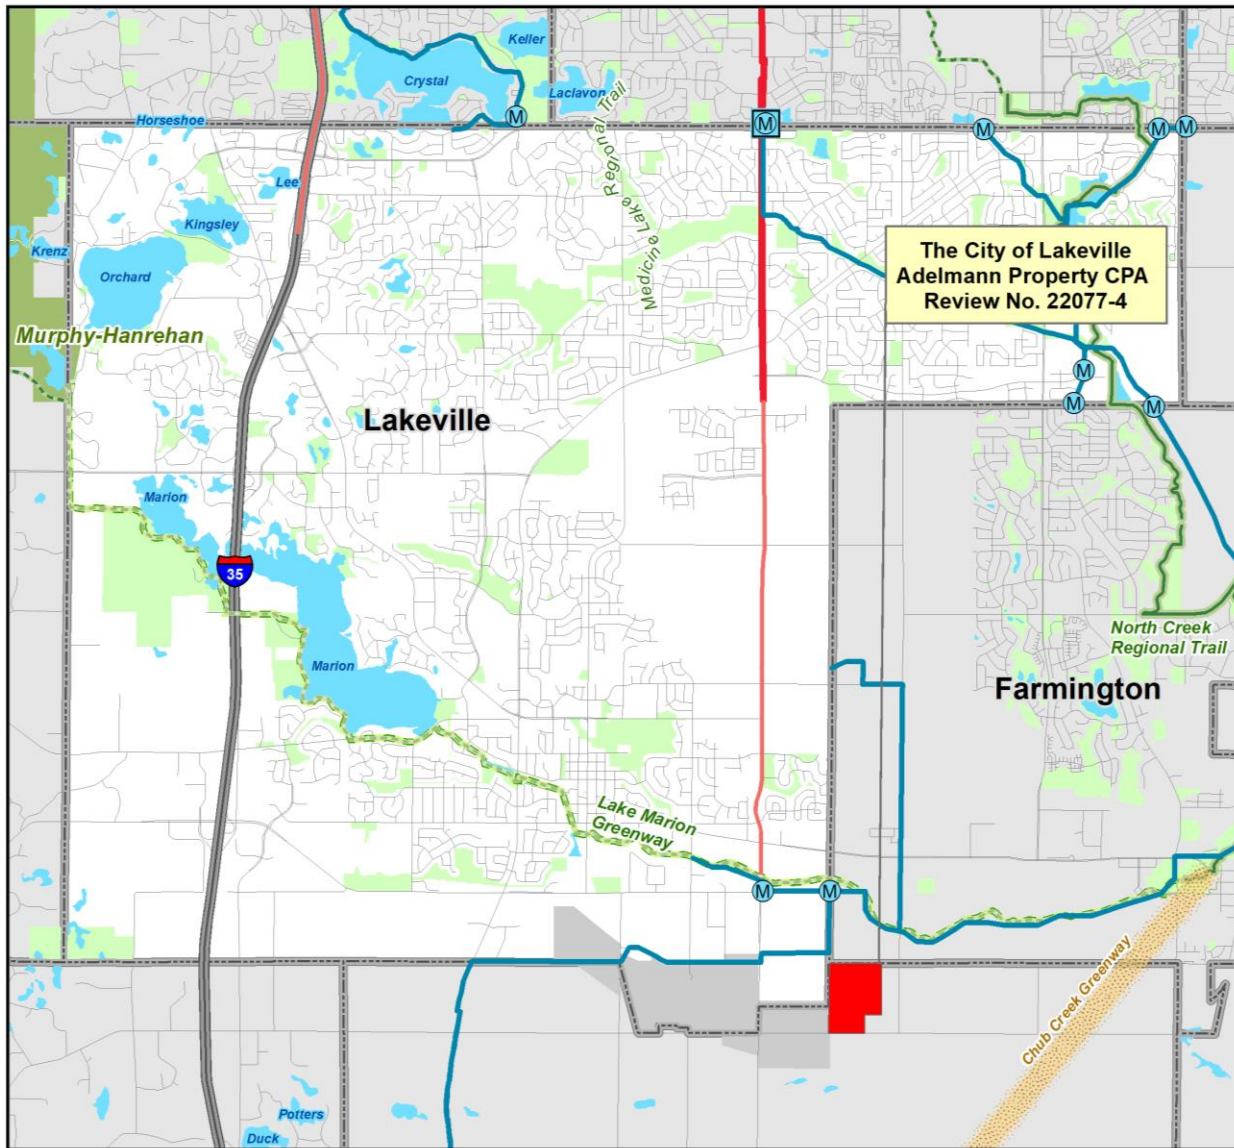 Keller
Crystal
Laclavon
Medicine Lake Regional Trail
M
M
Horseshoe
M
M
M
Lee
Kingsley
Krenz
Orchard
The City of Lakeville
Adelmann Property CPA
Review No. 22077-4
Murphy-Hanrehan
M
M
M
Lakeville
Marion
35
North Creek
Regional Trail
Marion
Farmington
Lake Marion
Greenway
M
M
Chub Creek Greenway
Potters
Duck